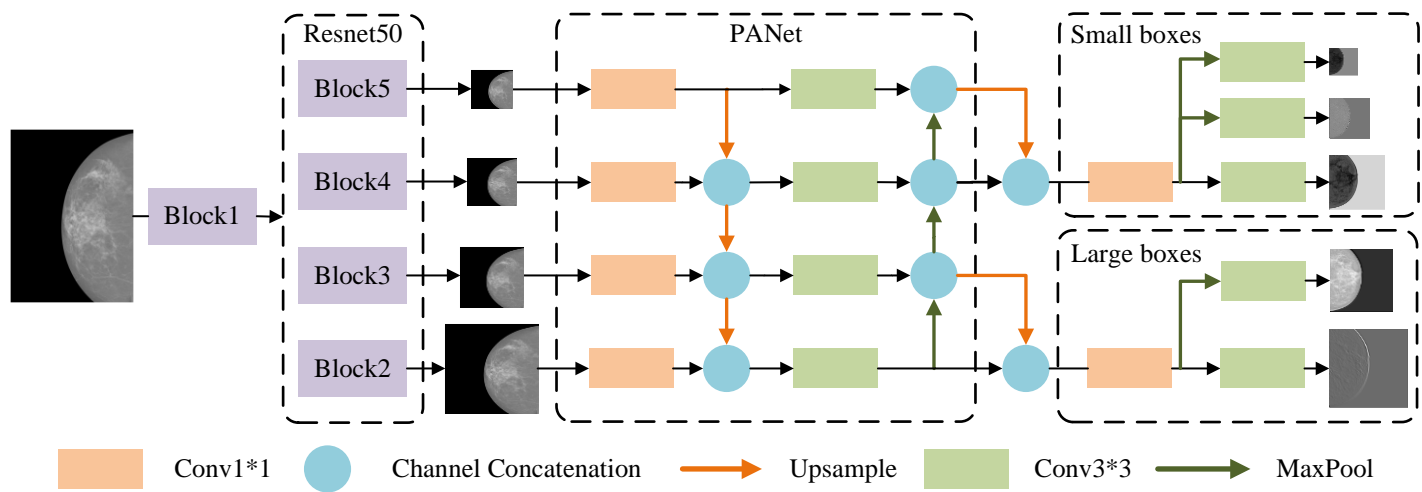 Resnet50
PANet
Small boxes
Block5
Block4
Block1
Block3
Large boxes
Block2
Conv1*1
Channel Concatenation
Upsample
Conv3*3
MaxPool